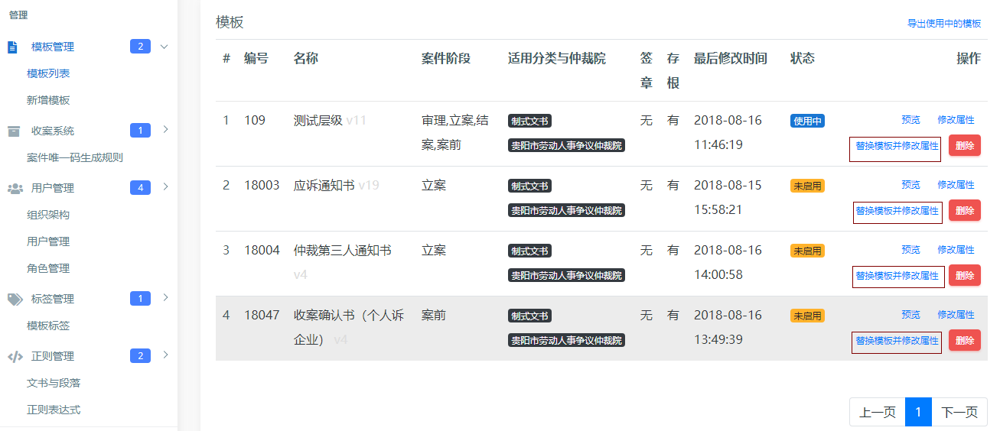 管理
模板管理 2
模板列表
新增模板
收案系统 1
案件唯一码生成规则
用户管理 4
组织架构
用户管理
角色管理
标签管理 1
模板标签
正则管理 2
文书与段落
正则表达式
模板 导出使用中的模板
# 编号 名称 案件阶段 适用分类与仲裁院 签 存 最后修改时间 状态 操作
章 根
1 109 测试层级 v11 审理,立案,结 制式文书 无 有 2018-08-16 使用中 预览 修改属性
案,案前 贵阳市劳动人事争议仲裁院 11:46:19 替换模板并修改属性 删除
2 18003 应诉通知书 v19 立案 制式文书 无 有 2018-08-15 未启用 预览 修改属性
贵阳市劳动人事争议仲裁院 15:58:21 替换模板并修改属性 删除
3 18004 仲裁第三人通知书 立案 制式文书 无 有 2018-08-16 未启用 预览 修改属性
v4 贵阳市劳动人事争议仲裁院 14:00:58 替换模板并修改属性 删除
4 18047 收案确认书（个人诉 案前 制式文书 无 有 2018-08-16 未启用 预览 修改属性
企业） v4 贵阳市劳动人事争议仲裁院 13:49:39 替换模板并修改属性 删除
上一页 1 下一页